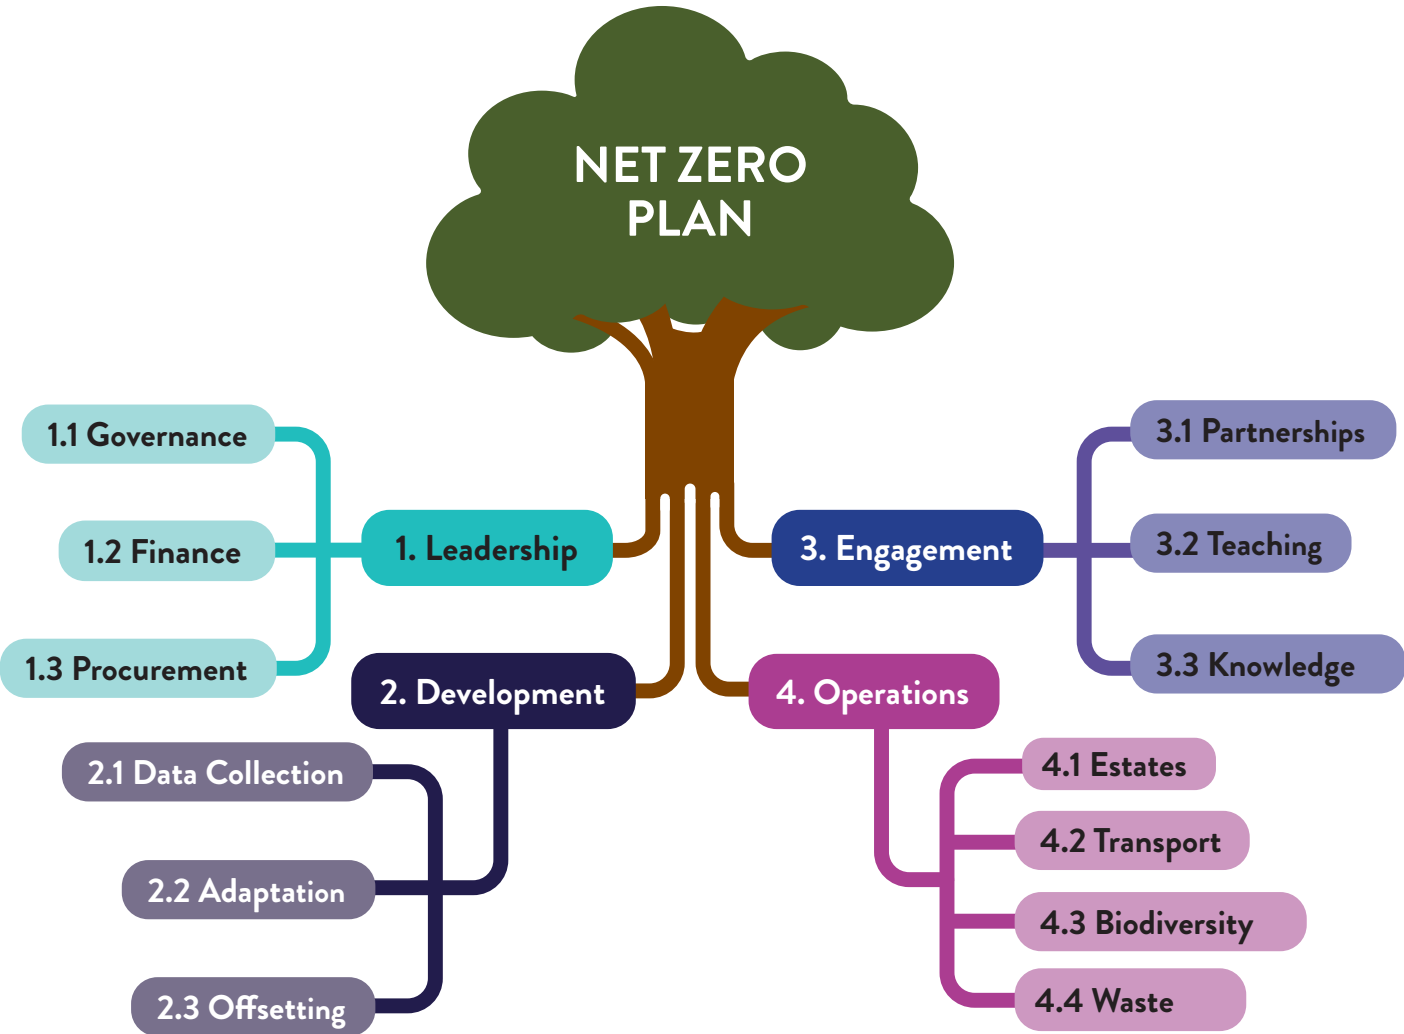 NET ZERO
PLAN
1. Leadership
1.1 Governance
1.2 Finance
1.3 Procurement
2. Development
2.1 Data Collection
2.2 Adaptation
2.3 Offsetting
3. Engagement
3.1 Partnerships
3.2 Teaching
3.3 Knowledge
4. Operations
4.1 Estates
4.2 Transport
4.3 Biodiversity
4.4 Waste